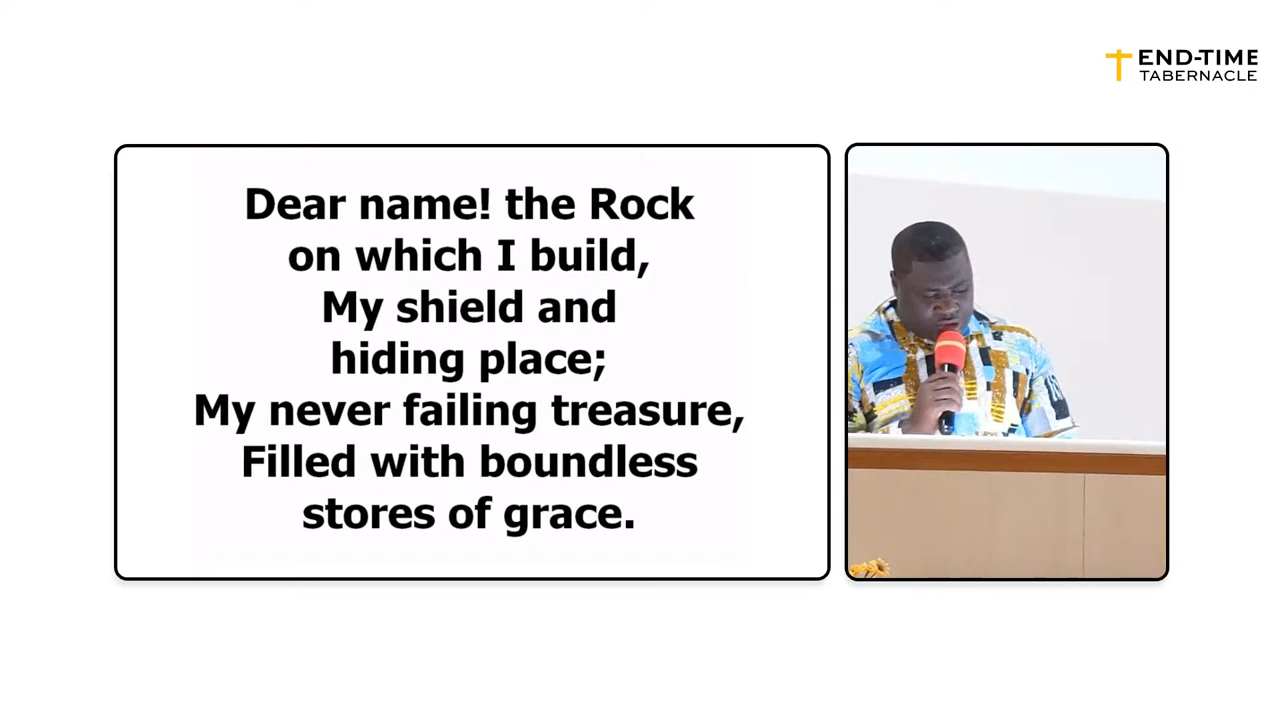 END-TIME
TABERNACLE
Dear name! the Rock
on which I build,
My shield and
hiding place;
My never failing treasure,
Filled with boundless
stores of grace.